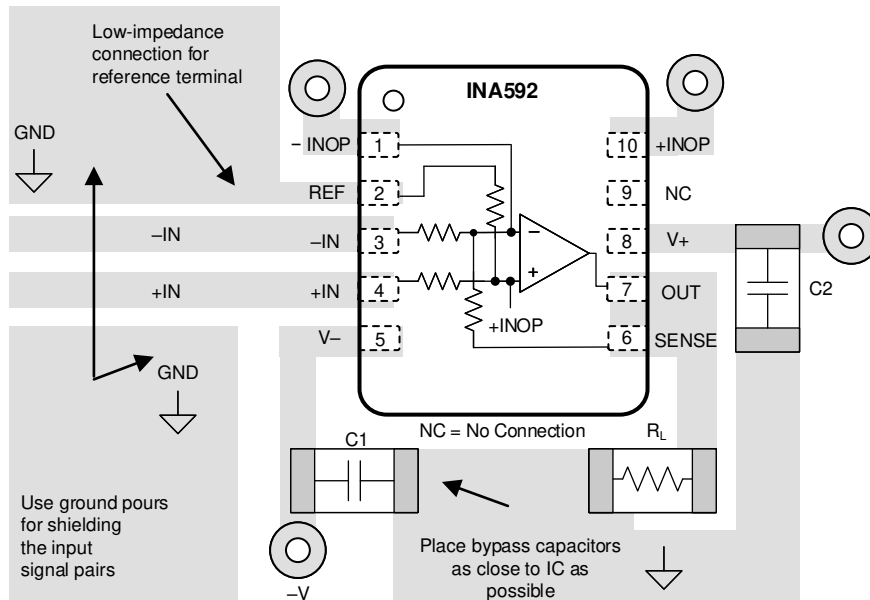 Low-impedance
connection for
reference terminal
INA592
GND
– INOP
1
10
+INOP
REF
2
9
NC
–IN
–IN
3
8
V+
+IN
+IN
4
7
OUT
C2
–
+
+INOP
V–
5
6
SENSE
GND
NC = No Connection
C1
RL
Use ground pours
for shielding
the input
signal pairs
Place bypass capacitors
as close to IC as
possible
–V